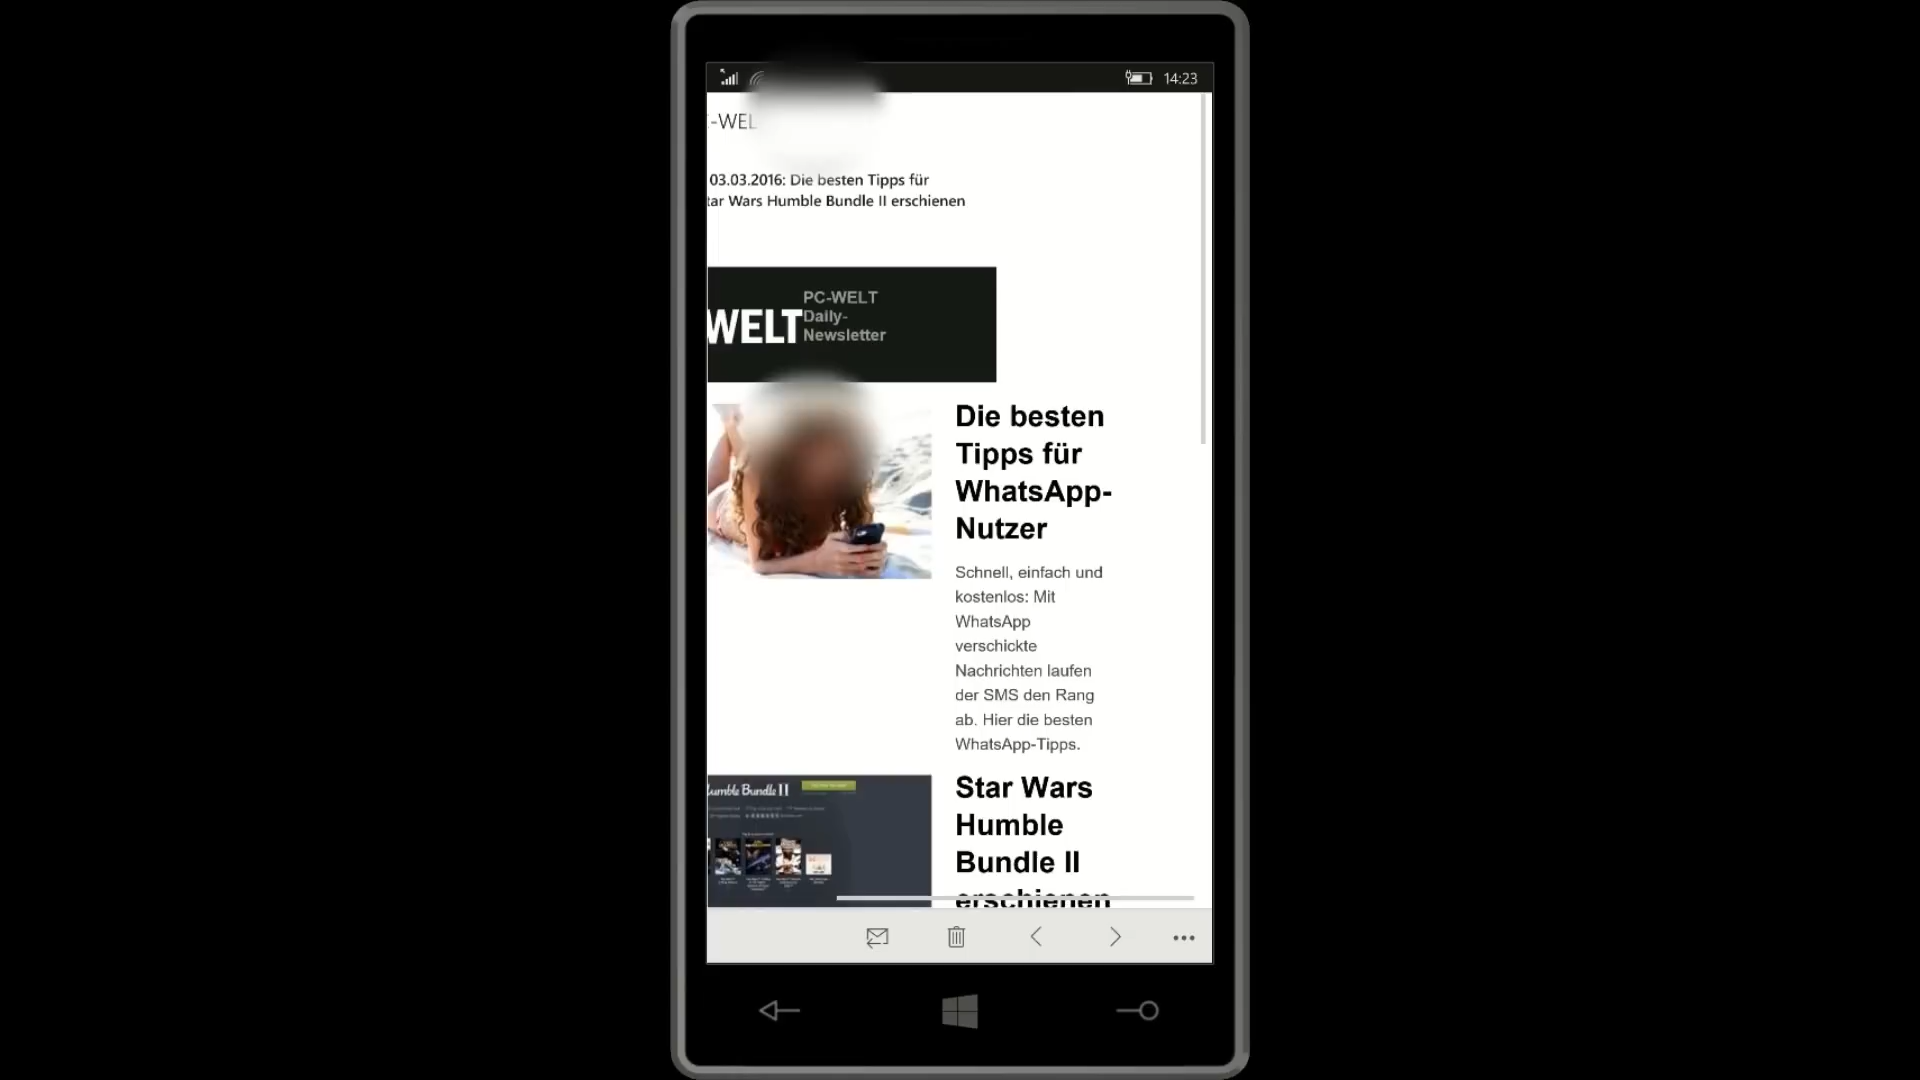 14:23
-WEL
03.03.2016: Die besten Tipps für
tar Wars Humble Bundle II erschienen
WELT
PC-WELT
Daily-
Newsletter
Die besten
Tipps für
WhatsApp-
Nutzer
Schnell, einfach und
kostenlos: Mit
WhatsApp
verschickte
Nachrichten laufen
der SMS den Rang
ab. Hier die besten
WhatsApp-Tipps.
umble Bundle II
Star Wars
Humble
Bundle II
erschienen